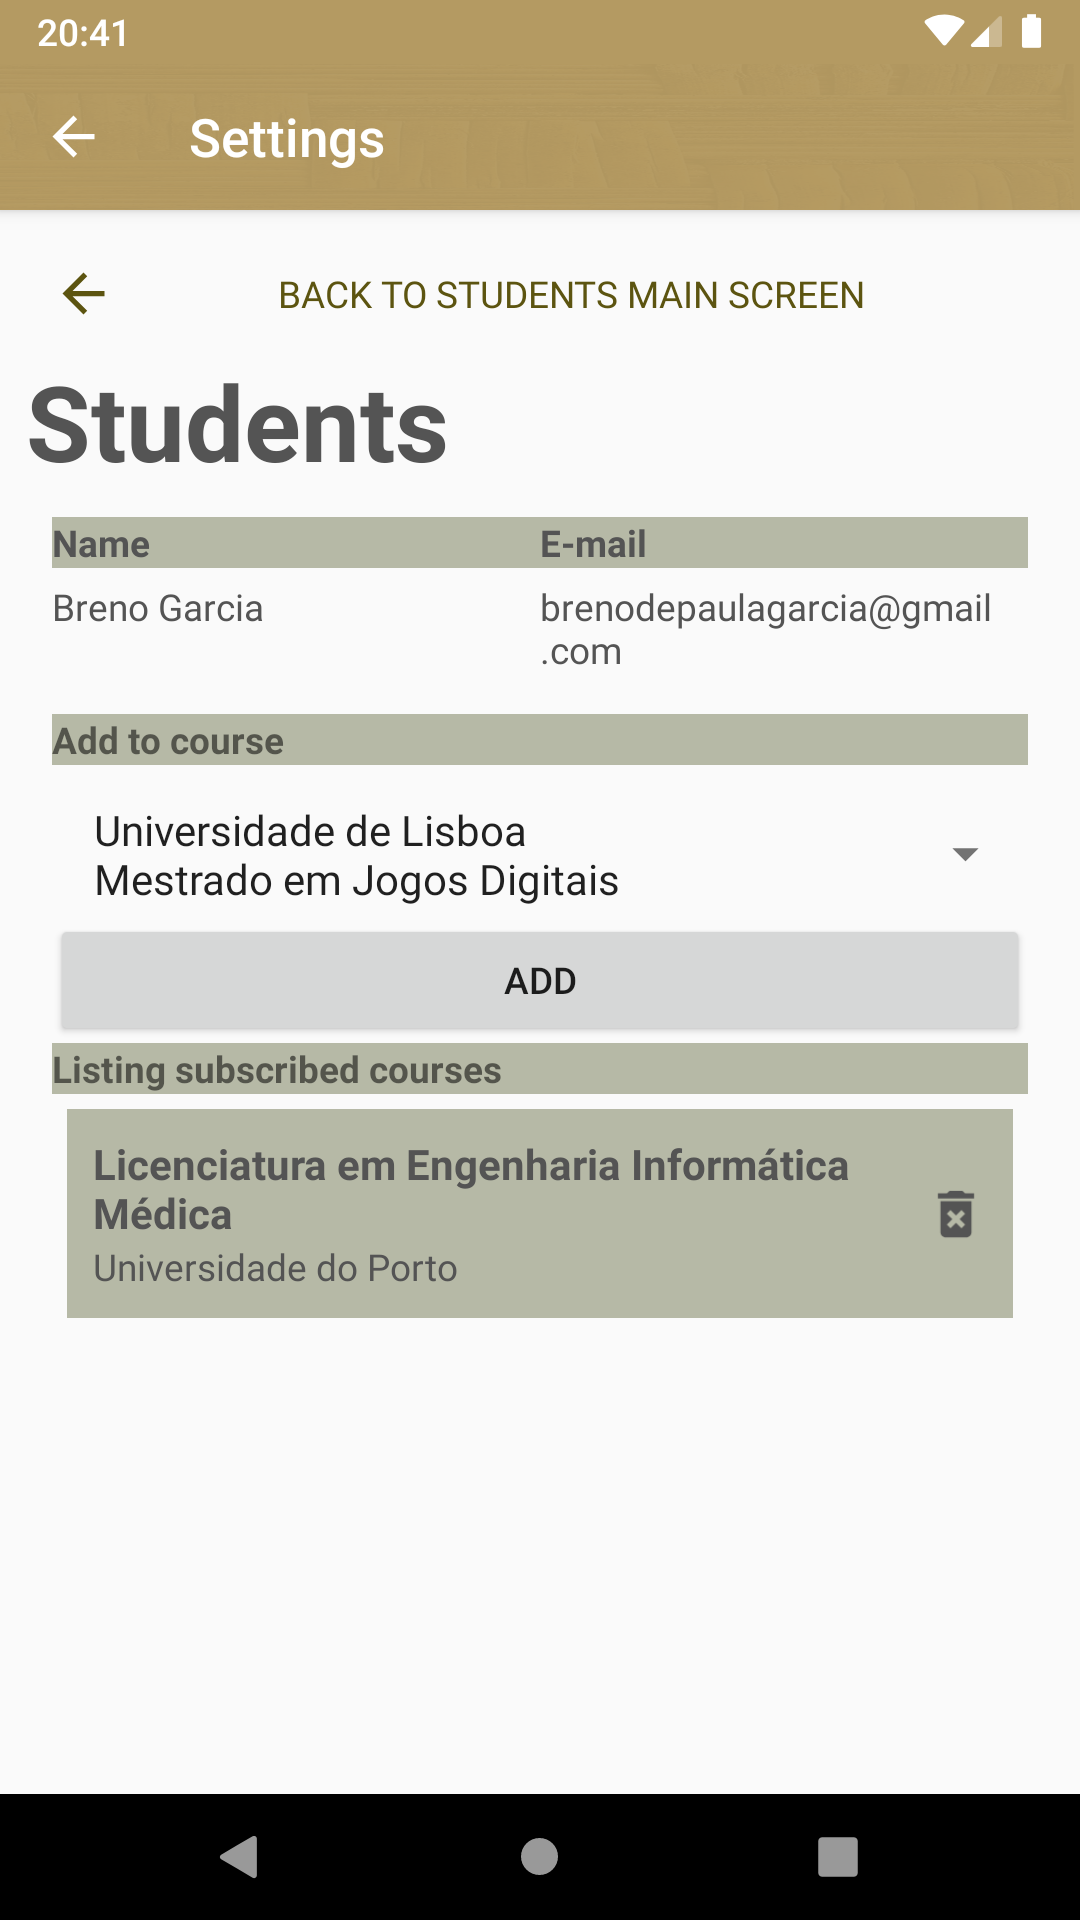 20:41
Settings
BACK TO STUDENTS MAIN SCREEN
Students
Name E-mail
Breno Garcia brenodepaulagarcia@gmail
.com
Add to course
Universidade de Lisboa
Mestrado em Jogos Digitais
ADD
Listing subscribed courses
Licenciatura em Engenharia Informática
Médica
Universidade do Porto